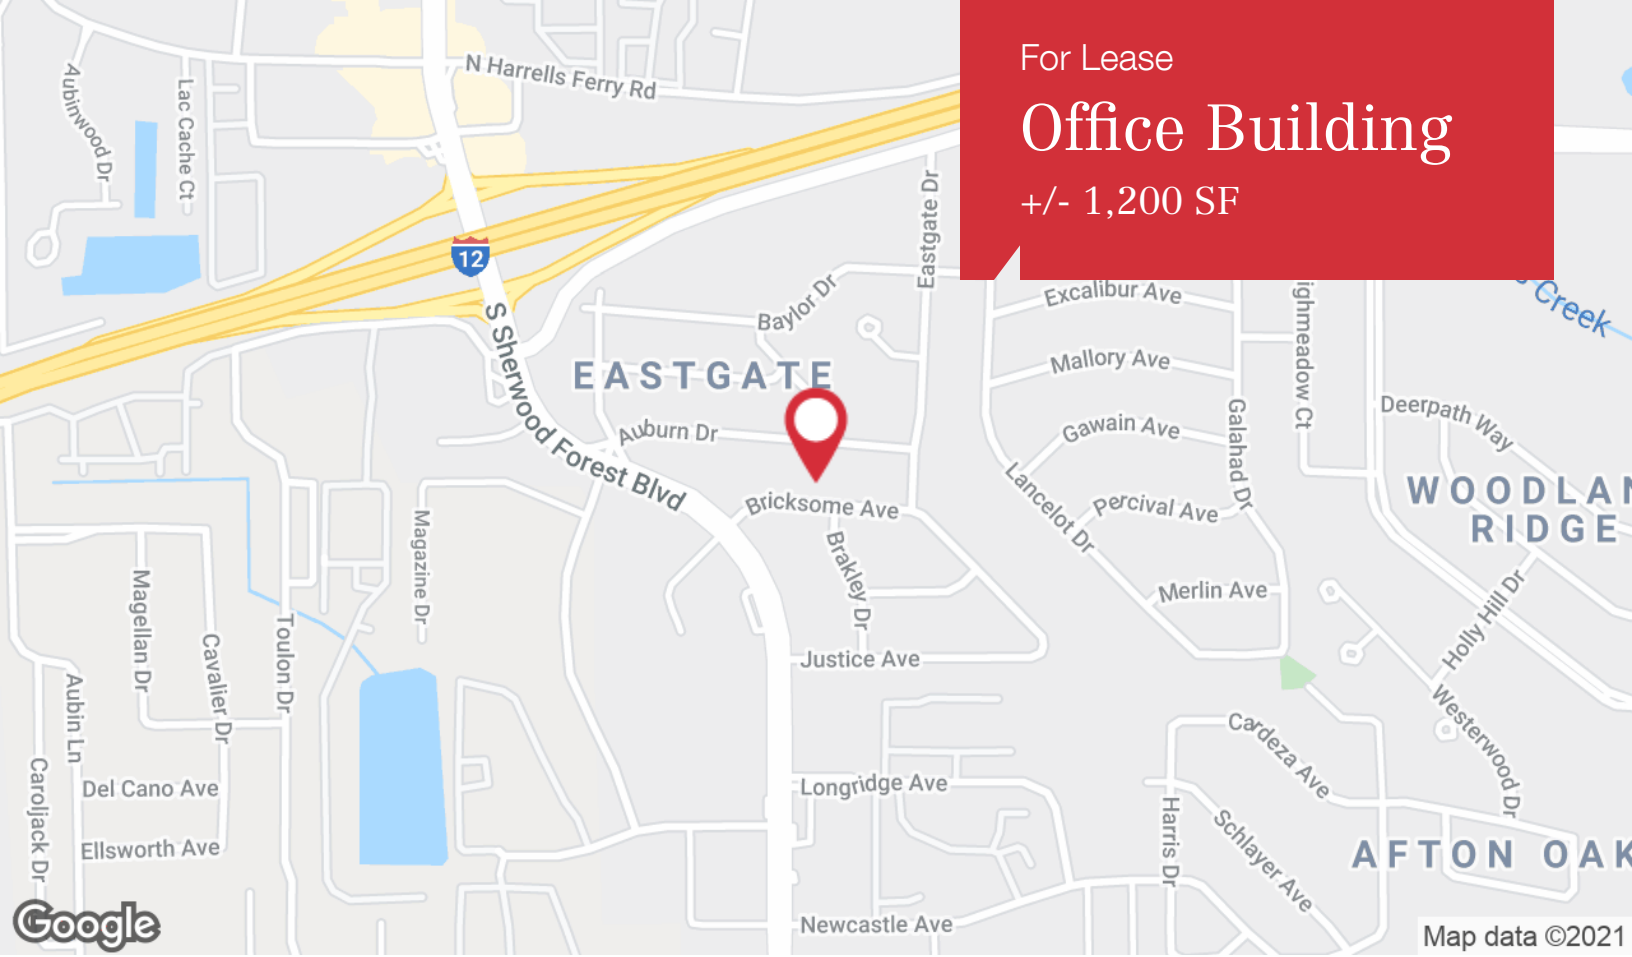 For Lease
Office Building
+/- 1,200 SF
N Harrells Ferry Rd
Aubinwood Dr
Lac Cache Ct
Eastgate Dr
12
S Sherwood Forest Blvd
Baylor Dr
Excalibur Ave
ighmeadow Ct
Creek
EASTGATE
Mallory Ave
Auburn Dr
Gawain Ave
Galahad Dr
Deerpath Way
Lancelot Dr
Percival Ave
WOODLAN
RIDGE
Bricksome Ave
Magazine Dr
Brakley Dr
Merlin Ave
Holly Hill Dr
Magellan Dr
Cavalier Dr
Toulon Dr
Justice Ave
Aubin Ln
Westerwood Dr
Cardeza Ave
Caroljack Dr
Del Cano Ave
Longridge Ave
Harris Dr
Schlayer Ave
Ellsworth Ave
AFTON OAK
Newcastle Ave
Google
Map data ©2021